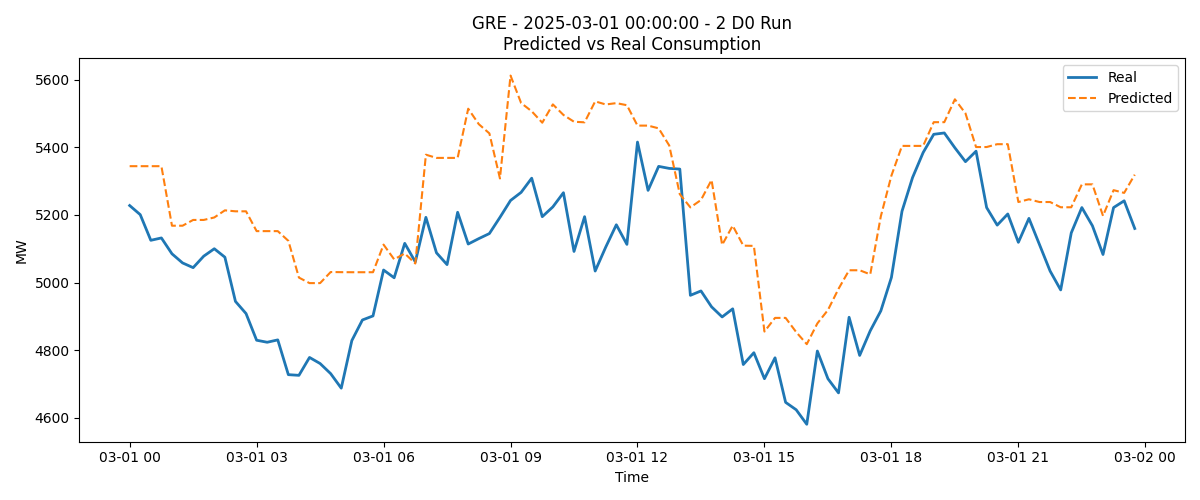 GRE - 2025-03-01 00:00:00 - 2 D0 Run
Predicted vs Real Consumption
Real
Predicted
MW
5600
5400
5200
5000
4800
4600
03-01 00
03-01 03
03-01 06
03-01 09
03-01 12
03-01 15
03-01 18
03-01 21
03-02 00
Time